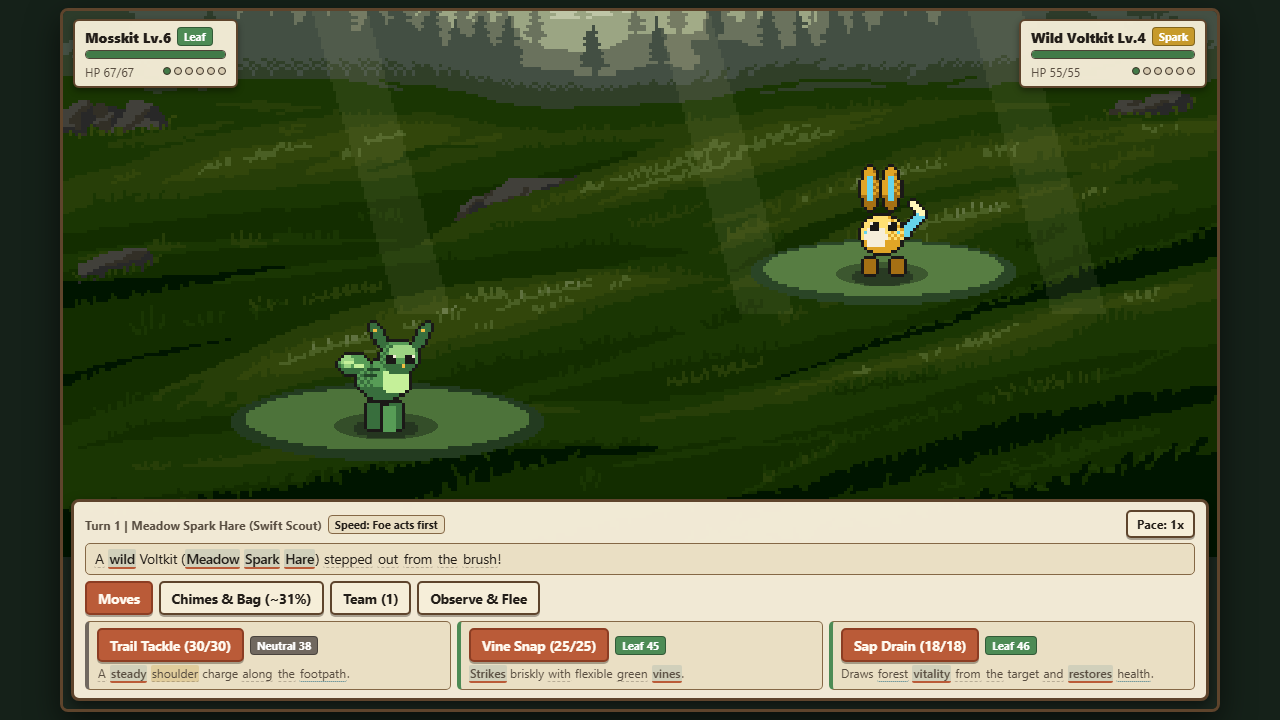 Mosskit Lv.6 Leaf
HP 67/67
Wild Voltkit Lv.4 Spark
HP 55/55
Turn 1 | Meadow Spark Hare (Swift Scout) Speed: Foe acts first
Pace: 1x
A wild Voltkit (Meadow Spark Hare) stepped out from the brush!
Moves
Chimes & Bag (~31%)
Team (1)
Observe & Flee
Trail Tackle (30/30) Neutral 38
A steady shoulder charge along the footpath.
Vine Snap (25/25) Leaf 45
Strikes briskly with flexible green vines.
Sap Drain (18/18) Leaf 46
Draws forest vitality from the target and restores health.